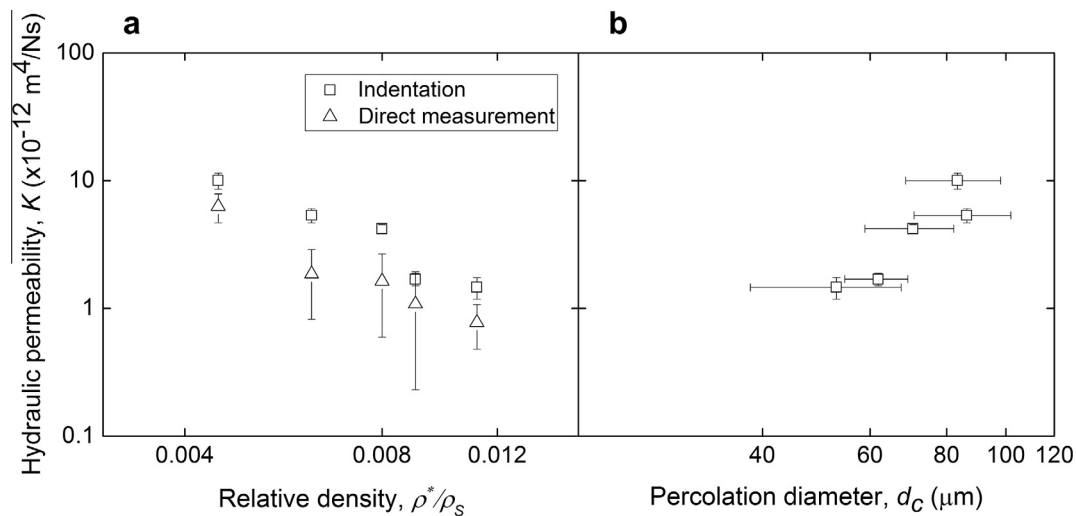 a
b
Hydraulic permeability, K (x10⁻¹² m⁴/Ns)
100
10
1
0.1
Indentation
Direct measurement
0.004
0.008
0.012
Relative density, ρ*/ρS
40
60
80
100
120
Percolation diameter, dC (μm)